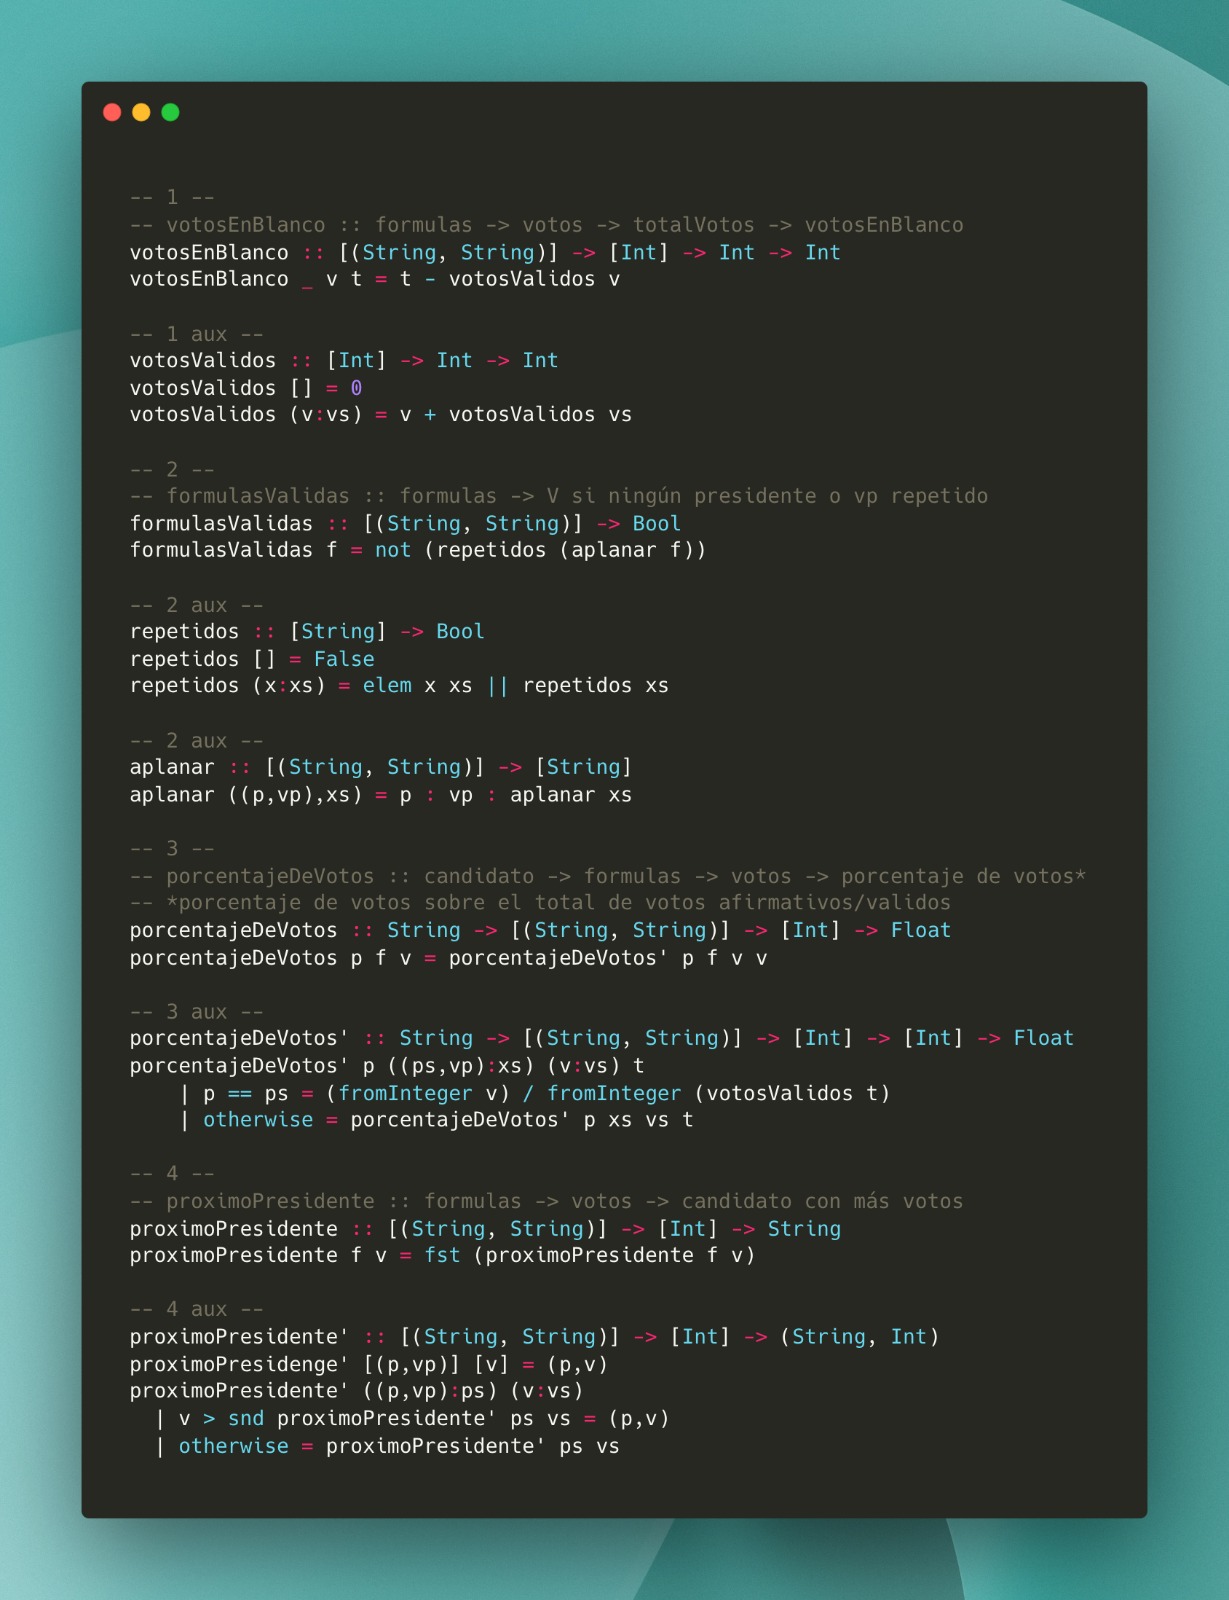 -- 1 --
-- votosEnBlanco :: formulas -> votos -> totalVotos -> votosEnBlanco
votosEnBlanco :: [(String, String)] -> [Int] -> Int -> Int
votosEnBlanco _ v t = t - votosValidos v
-- 1 aux --
votosValidos :: [Int] -> Int -> Int
votosValidos [] = 0
votosValidos (v:vs) = v + votosValidos vs
-- 2 --
-- formulasValidas :: formulas -> V si ningún presidente o vp repetido
formulasValidas :: [(String, String)] -> Bool
formulasValidas f = not (repetidos (aplanar f))
-- 2 aux --
repetidos :: [String] -> Bool
repetidos [] = False
repetidos (x:xs) = elem x xs || repetidos xs
-- 2 aux --
aplanar :: [(String, String)] -> [String]
aplanar ((p,vp),xs) = p : vp : aplanar xs
-- 3 --
-- porcentajeDeVotos :: candidato -> formulas -> votos -> porcentaje de votos*
-- *porcentaje de votos sobre el total de votos afirmativos/validos
porcentajeDeVotos :: String -> [(String, String)] -> [Int] -> Float
porcentajeDeVotos p f v = porcentajeDeVotos' p f v v
-- 3 aux --
porcentajeDeVotos' :: String -> [(String, String)] -> [Int] -> [Int] -> Float
porcentajeDeVotos' p ((ps,vp):xs) (v:vs) t
    | p == ps = (fromInteger v) / fromInteger (votosValidos t)
    | otherwise = porcentajeDeVotos' p xs vs t
-- 4 --
-- proximoPresidente :: formulas -> votos -> candidato con más votos
proximoPresidente :: [(String, String)] -> [Int] -> String
proximoPresidente f v = fst (proximoPresidente f v)
-- 4 aux --
proximoPresidente' :: [(String, String)] -> [Int] -> (String, Int)
proximoPresidenge' [(p,vp)] [v] = (p,v)
proximoPresidente' ((p,vp):ps) (v:vs)
  | v > snd proximoPresidente' ps vs = (p,v)
  | otherwise = proximoPresidente' ps vs